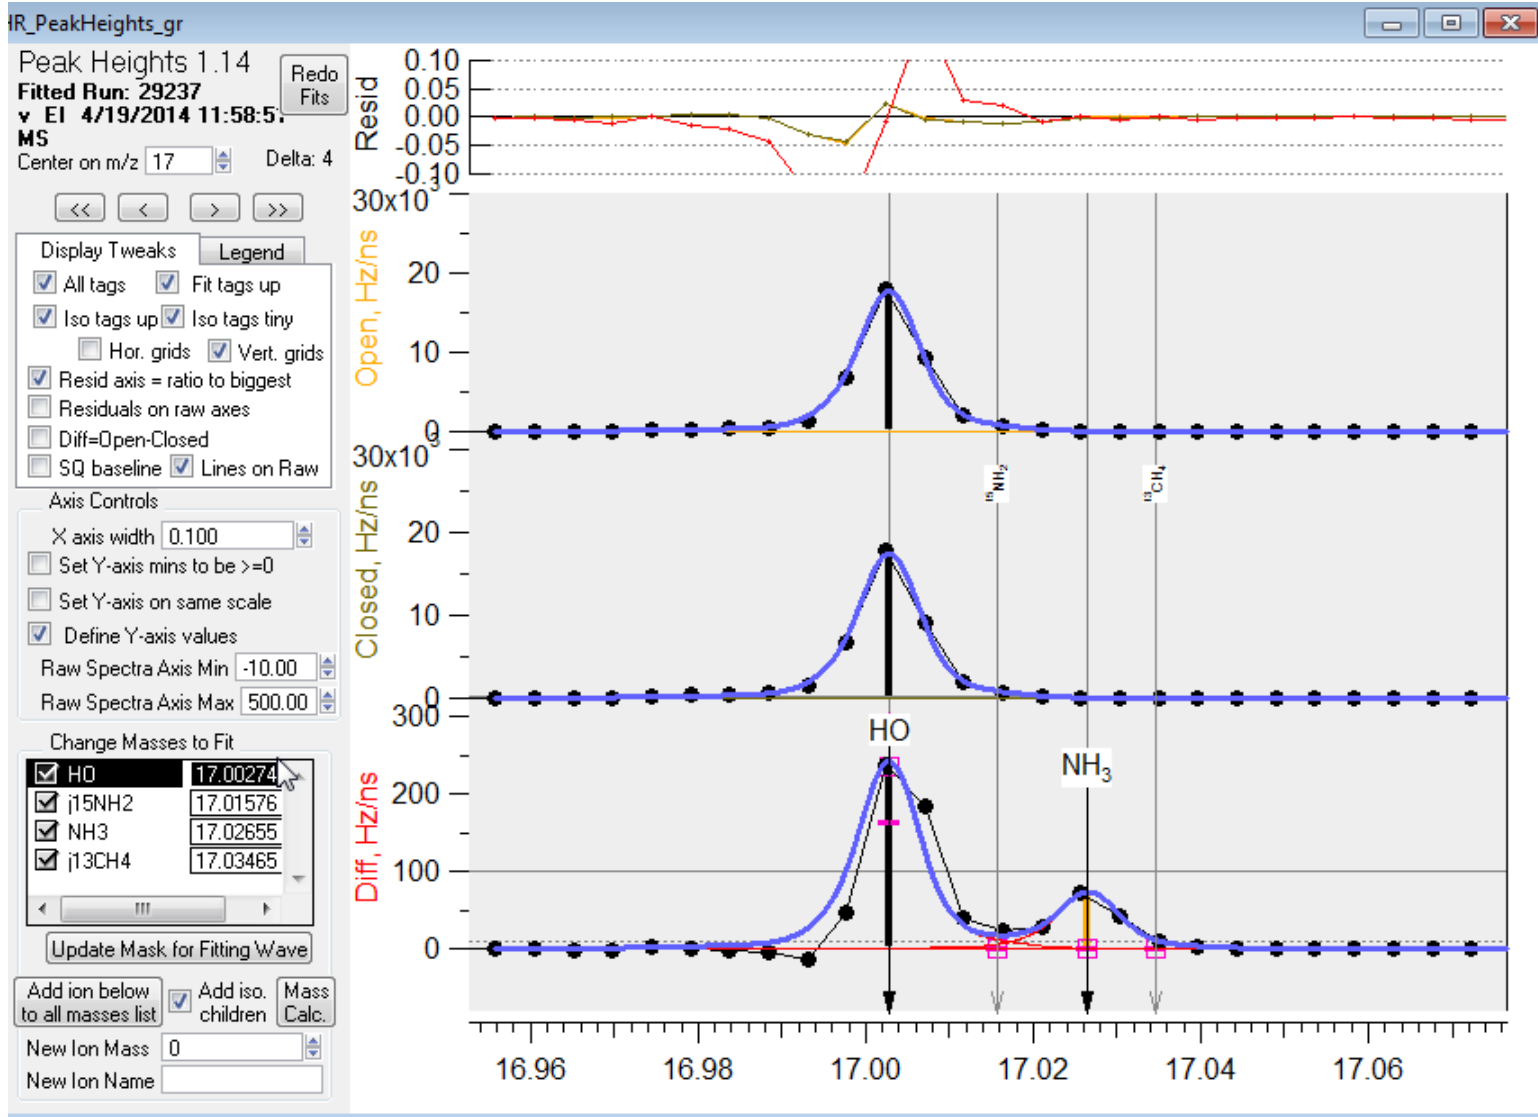 HR_PeakHeights_gr
Peak Heights 1.14
Redo Fits
Fitted Run: 29237
v EI 4/19/2014 11:58:5
MS
Center on m/z 17
Delta: 4
<< < > >>
Display Tweaks Legend
All tags Fit tags up
Iso tags up Iso tags tiny
Hor. grids Vert. grids
Resid axis = ratio to biggest
Residuals on raw axes
Diff=Open-Closed
SQ baseline Lines on Raw
Axis Controls
X axis width 0.100
Set Y-axis mins to be >=0
Set Y-axis on same scale
Define Y-axis values
Raw Spectra Axis Min -10.00
Raw Spectra Axis Max 500.00
Change Masses to Fit
HO 17.00274
j15NH2 17.01576
NH3 17.02655
j13CH4 17.03465
Update Mask for Fitting Wave
Add ion below to all masses list
Add iso. children
Mass Calc.
New Ion Mass 0
New Ion Name
Resid
0.10
0.05
0.00
-0.05
-0.10
Open, Hz/ns
30x10³
20
10
0
Closed, Hz/ns
30x10³
20
10
0
¹⁵NH₂
¹³CH₄
Diff, Hz/ns
300
200
100
0
HO
NH₃
16.96 16.98 17.00 17.02 17.04 17.06